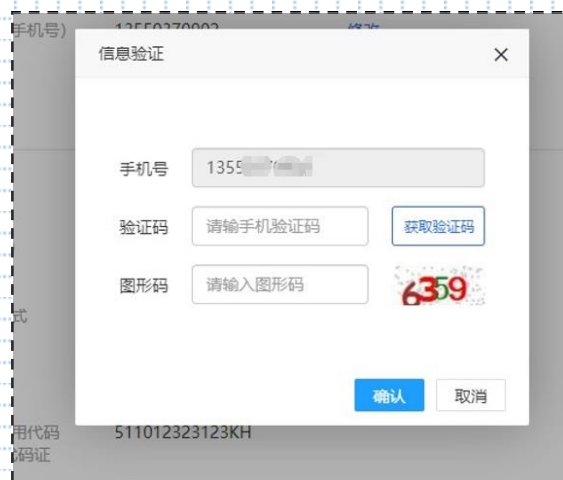 手机号)
信息验证
手机号 1355
验证码 请输手机验证码 获取验证码
图形码 请输入图形码 6359
式
确认 取消
用代码 511012323123KH
代码证